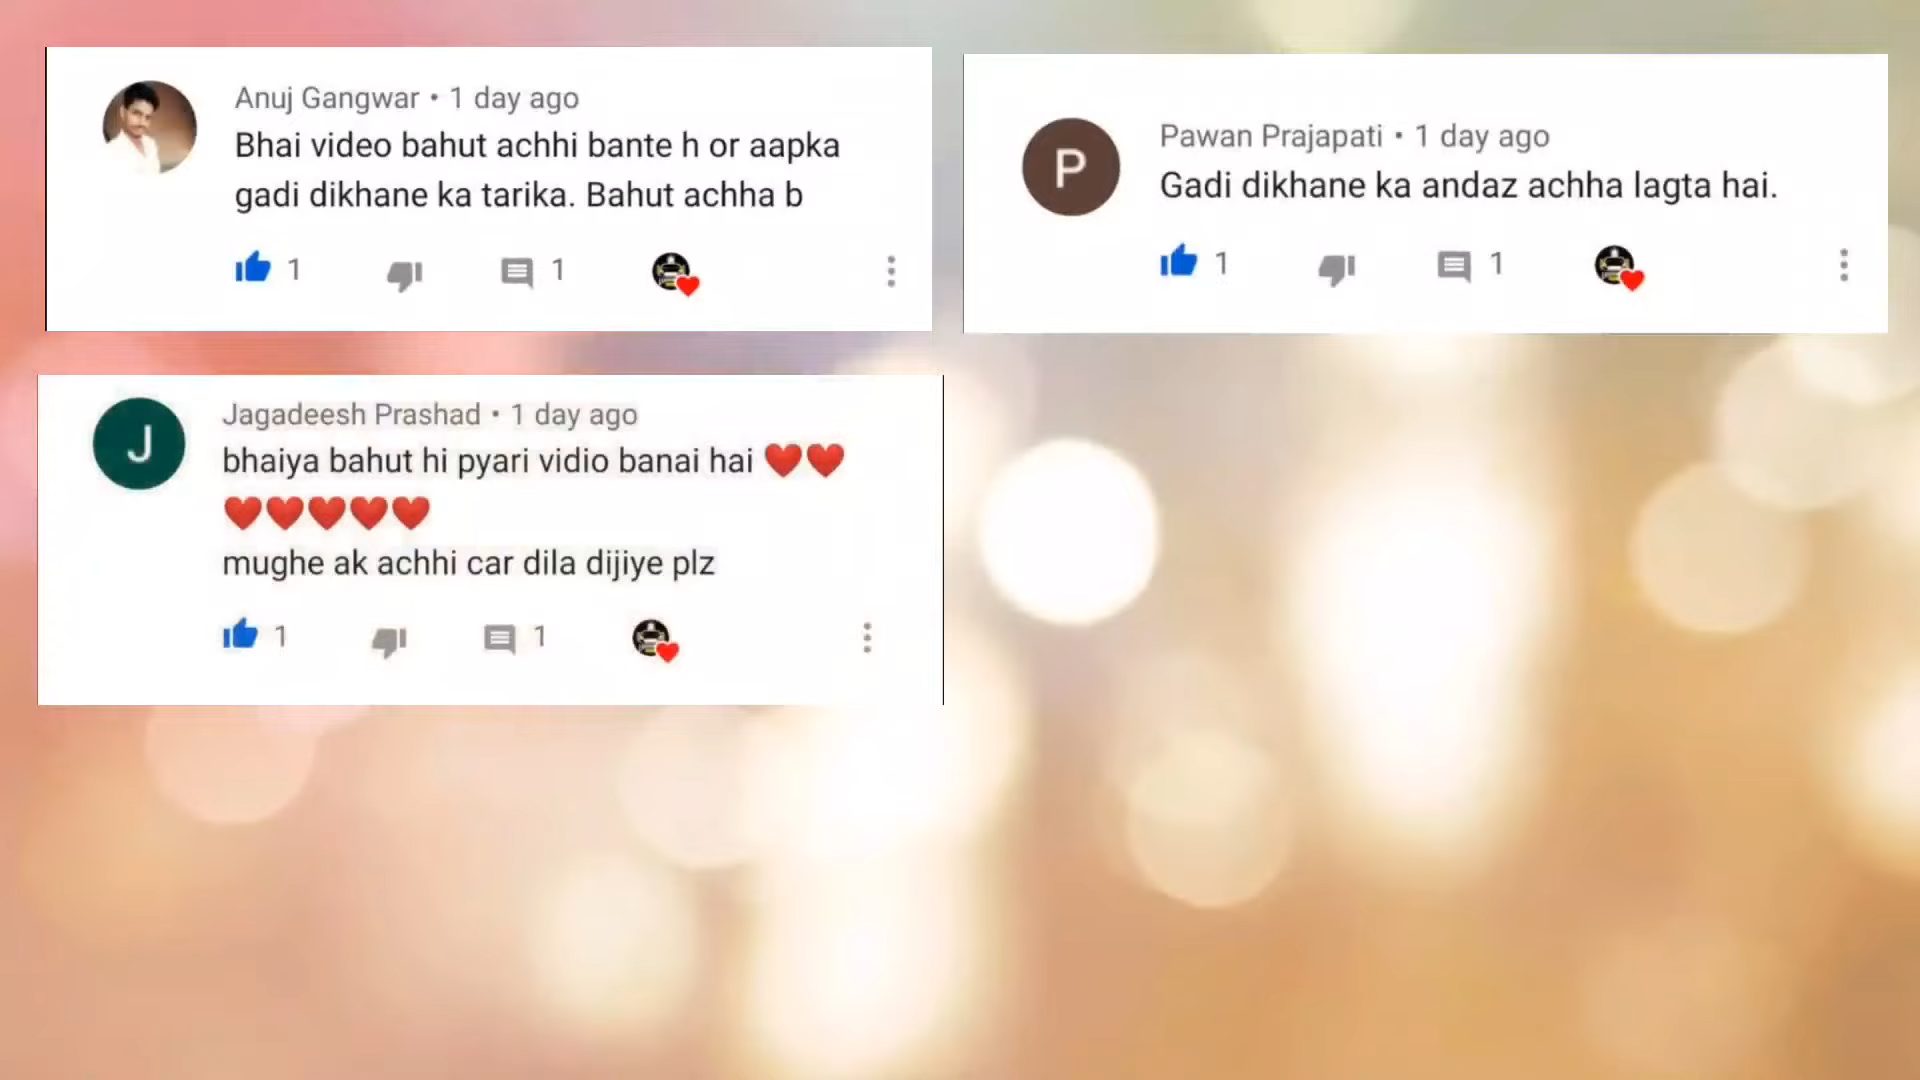 Anuj Gangwar • 1 day ago
Bhai video bahut achhi bante h or aapka
gadi dikhane ka tarika. Bahut achha b
1
1
P
Pawan Prajapati • 1 day ago
Gadi dikhane ka andaz achha lagta hai.
1
1
J
Jagadeesh Prashad • 1 day ago
bhaiya bahut hi pyari vidio banai hai ❤️❤️
❤️❤️❤️❤️❤️
mughe ak achhi car dila dijiye plz
1
1